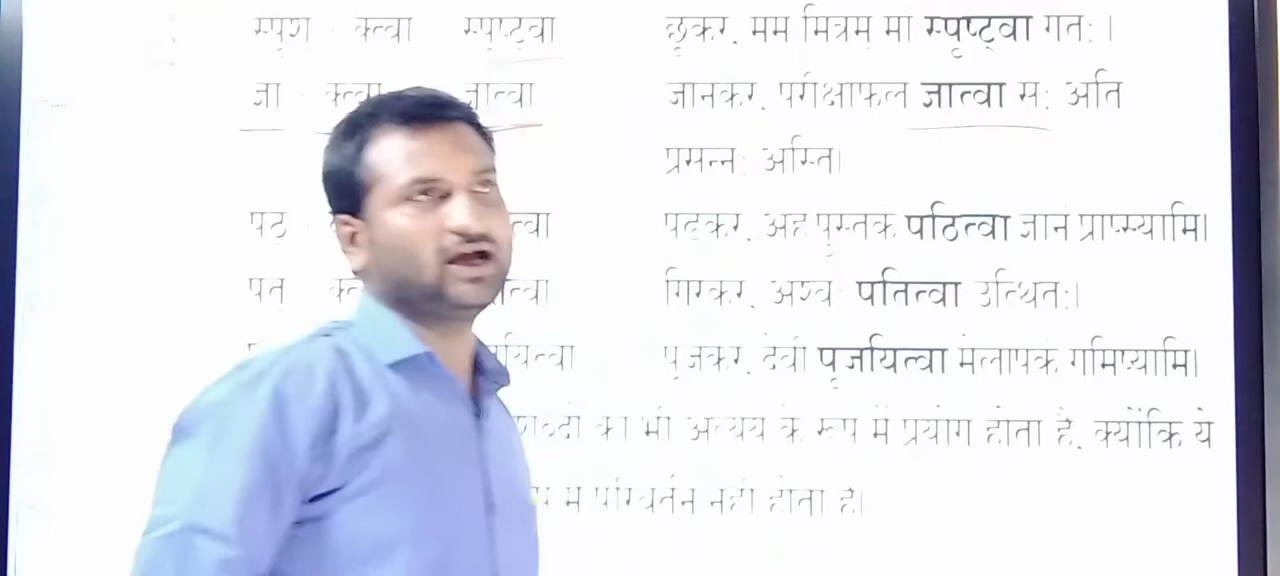 स्पृश क्त्वा स्पृष्ट्वा छूकर. मम मित्रम् मां स्पृष्ट्वा गतः ।
ज्ञा क्त्वा ज्ञात्वा जानकर. परीक्षाफलं ज्ञात्वा सः अति
प्रसन्नः अस्ति।
पठ त्वा पढ़कर. अहं पुस्तकं पठित्वा ज्ञानं प्राप्स्यामि।
पत त्वा गिरकर. अश्वः पतित्वा उत्थितः।
यित्वा पूजकर. देवीं पूजयित्वा मेलापकं गमिष्यामि।
शब्दों का भी अव्यय के रूप में प्रयोग होता है. क्योंकि ये
में परिवर्तन नहीं होता है।